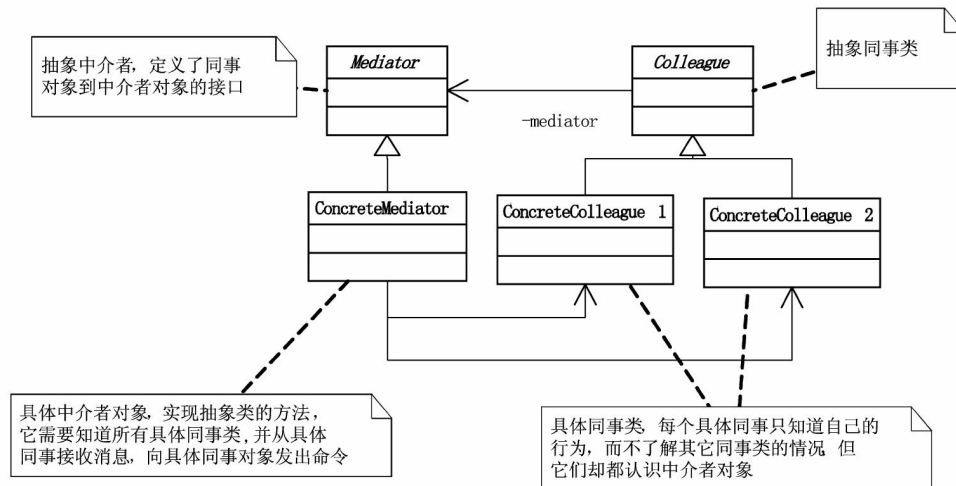 抽象中介者，定义了同事
对象到中介者对象的接口
Mediator
Colleague
抽象同事类
-mediator
ConcreteMediator
ConcreteColleague 1
ConcreteColleague 2
具体中介者对象，实现抽象类的方法，
它需要知道所有具体同事类，并从具体
同事接收消息，向具体同事对象发出命令
具体同事类，每个具体同事只知道自己的
行为，而不了解其它同事类的情况，但
它们却都认识中介者对象